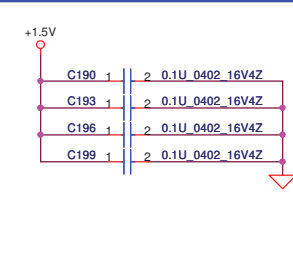 +1.5V
C190 1 2 0.1U_0402_16V4Z
C193 1 2 0.1U_0402_16V4Z
C196 1 2 0.1U_0402_16V4Z
C199 1 2 0.1U_0402_16V4Z